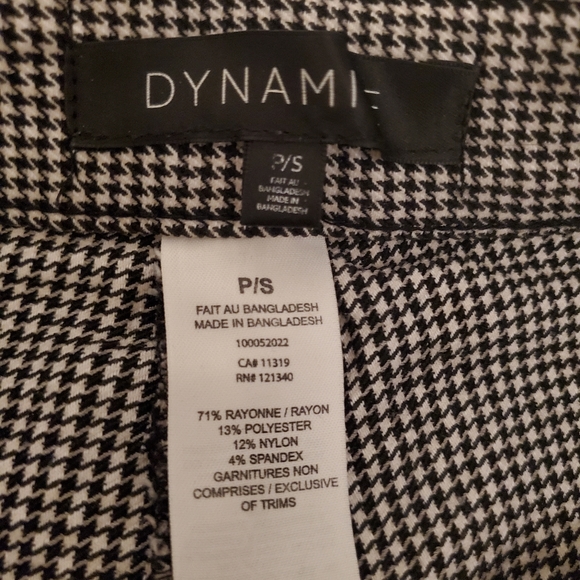 DYNAMI
P/S
FAIT AU
BANGLADESH
MADE IN
BANGLADESH
P/S
FAIT AU BANGLADESH
MADE IN BANGLADESH
100052022
CA# 11319
RN# 121340
71% RAYONNE / RAYON
13% POLYESTER
12% NYLON
4% SPANDEX
GARNITURES NON
COMPRISES / EXCLUSIVE
OF TRIMS